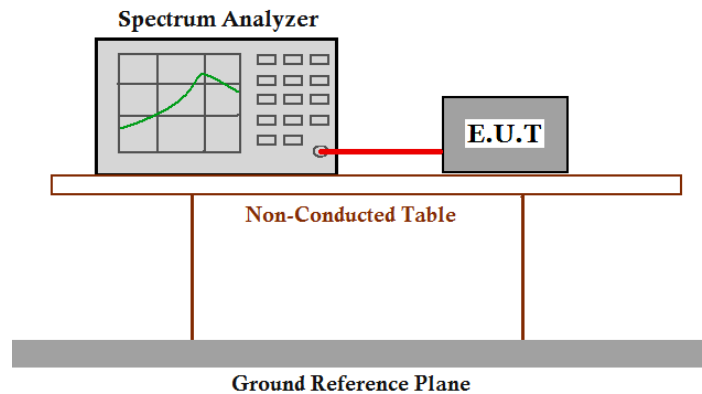 Spectrum Analyzer
E.U.T
Non-Conducted Table
Ground Reference Plane